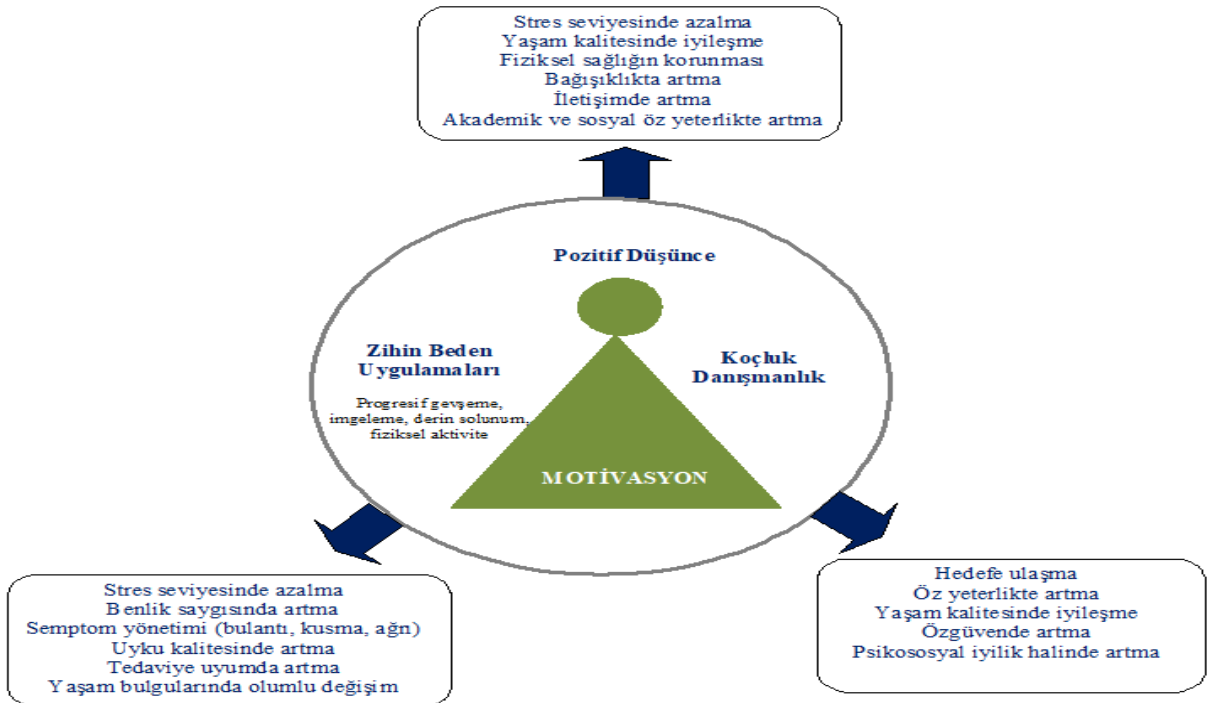 Stres seviyesinde azalma
Yaşam kalitesinde iyileşme
Fiziksel sağlığın korunması
Bağışıklıkta artma
İletişimde artma
Akademik ve sosyal öz yeterlikte artma
Pozitif Düşünce
Zihin Beden
Uygulamaları
Progresif gevşeme,
imgeleme, derin solunum,
fiziksel aktivite
Koçluk
Danışmanlık
MOTİVASYON
Stres seviyesinde azalma
Benlik saygısında artma
Semptom yönetimi (bulantı, kusma, ağrı)
Uyku kalitesinde artma
Tedaviye uyumda artma
Yaşam bulgularında olumlu değişim
Hedefe ulaşma
Öz yeterlikte artma
Yaşam kalitesinde iyileşme
Özgüvende artma
Psikososyal iyilik halinde artma